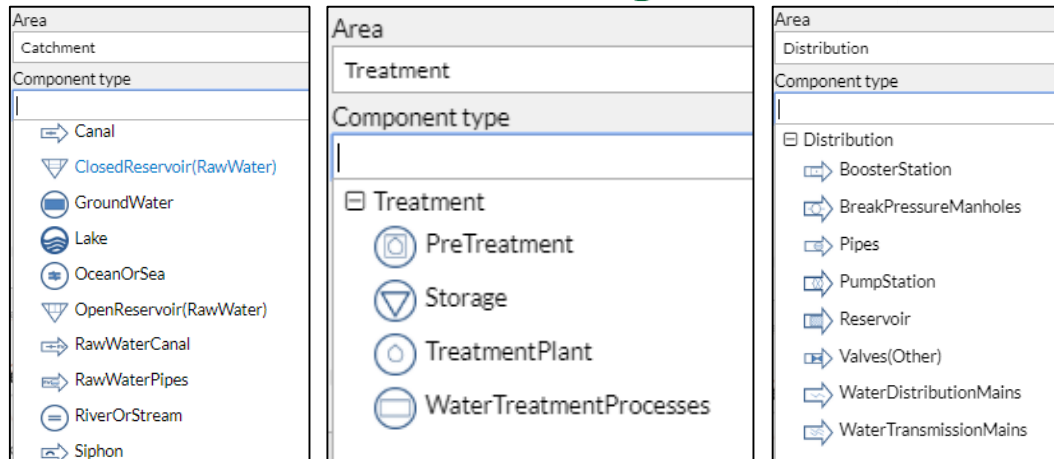 Area
Catchment
Component type
Canal
ClosedReservoir(RawWater)
GroundWater
Lake
OceanOrSea
OpenReservoir(RawWater)
RawWaterCanal
RawWaterPipes
RiverOrStream
Siphon
Area
Treatment
Component type
Treatment
PreTreatment
Storage
TreatmentPlant
WaterTreatmentProcesses
Area
Distribution
Component type
Distribution
BoosterStation
BreakPressureManholes
Pipes
PumpStation
Reservoir
Valves(Other)
WaterDistributionMains
WaterTransmissionMains